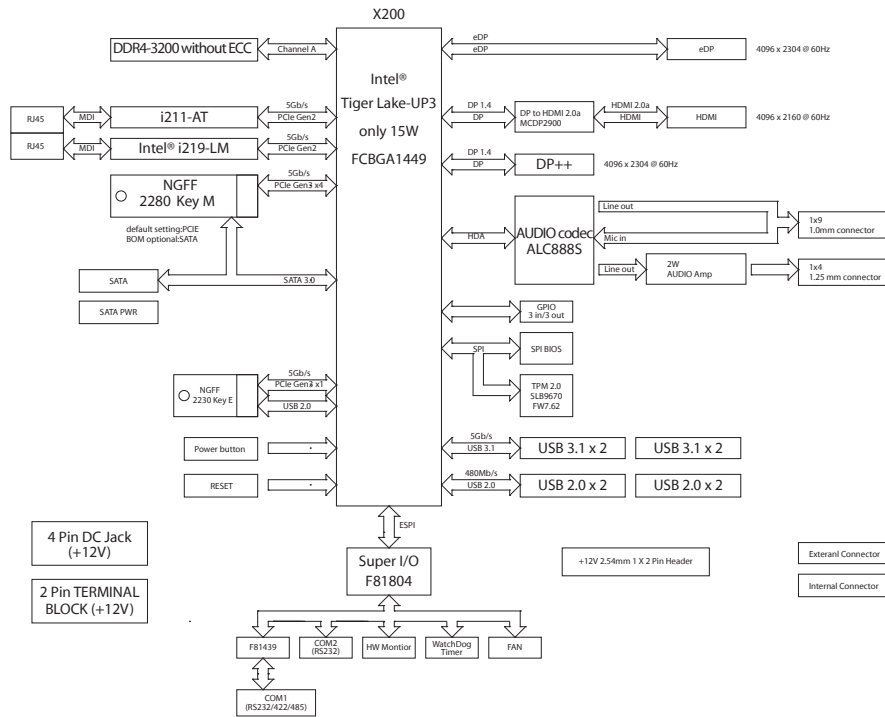 X200
DDR4-3200 without ECC
Channel A
Intel®
Tiger Lake-UP3
only 15W
FCBGA1449
eDP
eDP
eDP
4096 x 2304 @ 60Hz
RJ45
MDI
i211-AT
5Gb/s
PCIe Gen2
RJ45
MDI
Intel® i219-LM
5Gb/s
PCIe Gen2
DP 1.4
DP
DP to HDMI 2.0a
MCDP2900
HDMI 2.0a
HDMI
HDMI
4096 x 2160 @ 60Hz
DP 1.4
DP
DP++
4096 x 2304 @ 60Hz
NGFF
2280 Key M
5Gb/s
PCIe Gen3 x4
default setting:PCIE
BOM optional:SATA
HDA
AUDIO codec
ALC888S
Line out
Mic in
1x9
1.0mm connector
Line out
2W
AUDIO Amp
1x4
1.25 mm connector
SATA
SATA 3.0
SATA PWR
GPIO
3 in/3 out
SPI
SPI BIOS
TPM 2.0
SLB9670
FW7.62
NGFF
2230 Key E
5Gb/s
PCIe Gen3 x1
USB 2.0
Power button
RESET
5Gb/s
USB 3.1
USB 3.1 x 2
USB 3.1 x 2
480Mb/s
USB 2.0
USB 2.0 x 2
USB 2.0 x 2
ESPI
4 Pin DC Jack
(+12V)
2 Pin TERMINAL
BLOCK (+12V)
Super I/O
F81804
+12V 2.54mm 1 X 2 Pin Header
Exteranl Connector
Internal Connector
F81439
COM2
(RS232)
HW Montior
WatchDog
Timer
FAN
COM1
(RS232/422/485)